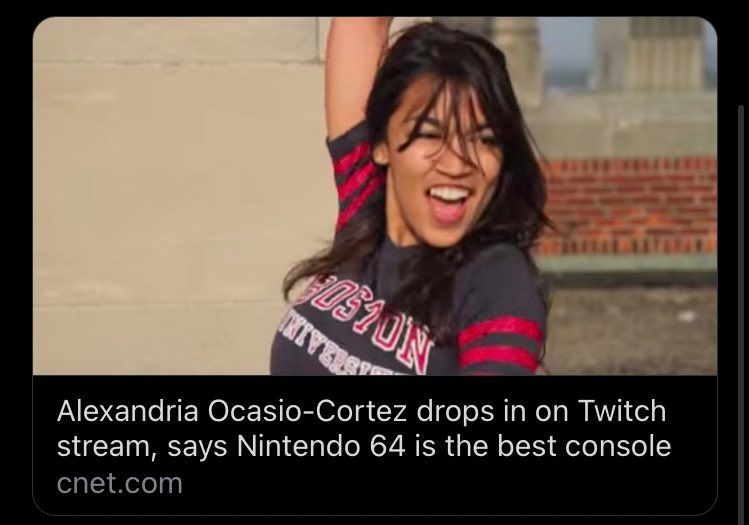 BOSTON
UNIVERSITY
Alexandria Ocasio-Cortez drops in on Twitch
stream, says Nintendo 64 is the best console
cnet.com